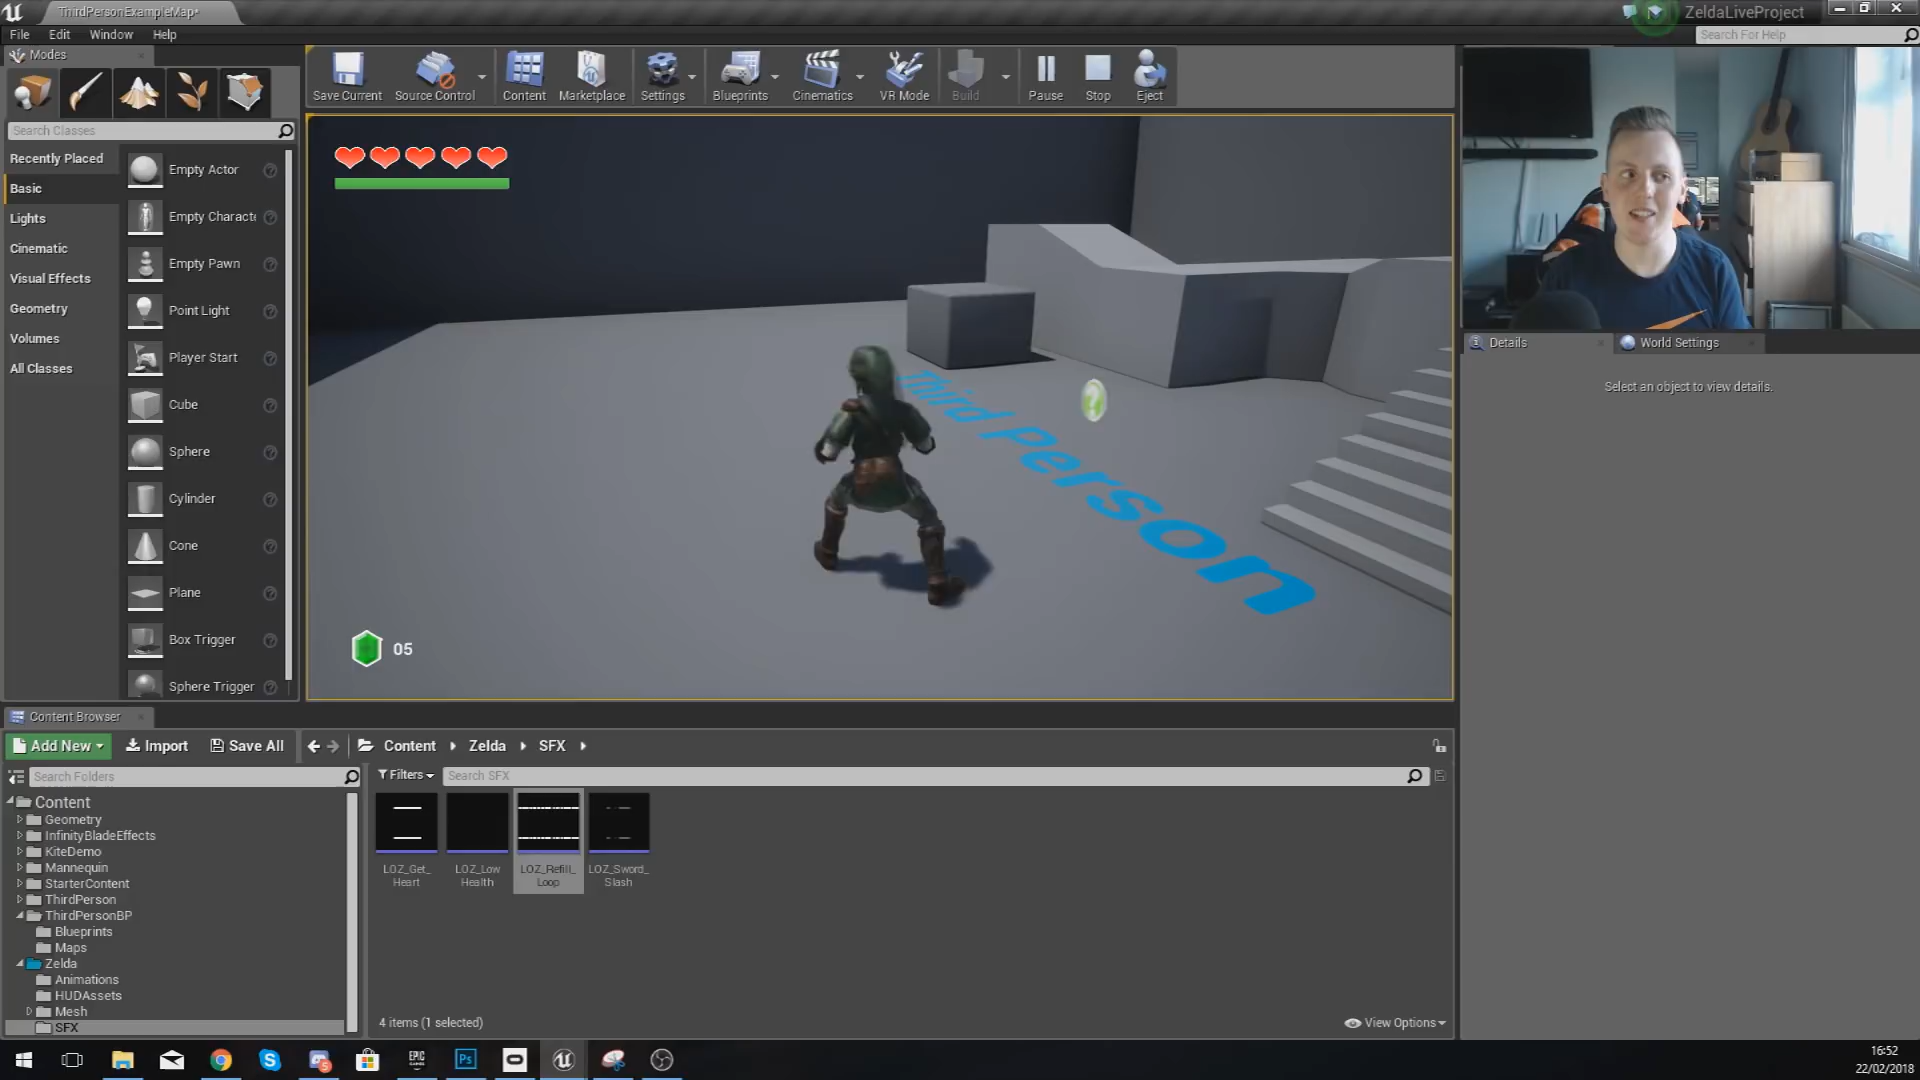 ThirdPersonExampleMap*
ZeldaLiveProject
File Edit Window Help
Search For Help
Modes
Save Current
Source Control
Content
Marketplace
Settings
Blueprints
Cinematics
VR Mode
Build
Pause
Stop
Eject
Search Classes
Recently Placed
Basic
Lights
Cinematic
Visual Effects
Geometry
Volumes
All Classes
Empty Actor
Empty Characte
Empty Pawn
Point Light
Player Start
Cube
Sphere
Cylinder
Cone
Plane
Box Trigger
Sphere Trigger
Third Person
?
05
Details
World Settings
Select an object to view details.
Content Browser
Add New
Import
Save All
Content
Zelda
SFX
Search Folders
Filters
Search SFX
Content
Geometry
InfinityBladeEffects
KiteDemo
Mannequin
StarterContent
ThirdPerson
ThirdPersonBP
Blueprints
Maps
Zelda
Animations
HUDAssets
Mesh
SFX
LOZ_Get_
Heart
LOZ_Low
Health
LOZ_Refill_
Loop
LOZ_Sword_
Slash
4 items (1 selected)
View Options
EPIC
GAMES
5
Ps
16:52
22/02/2018